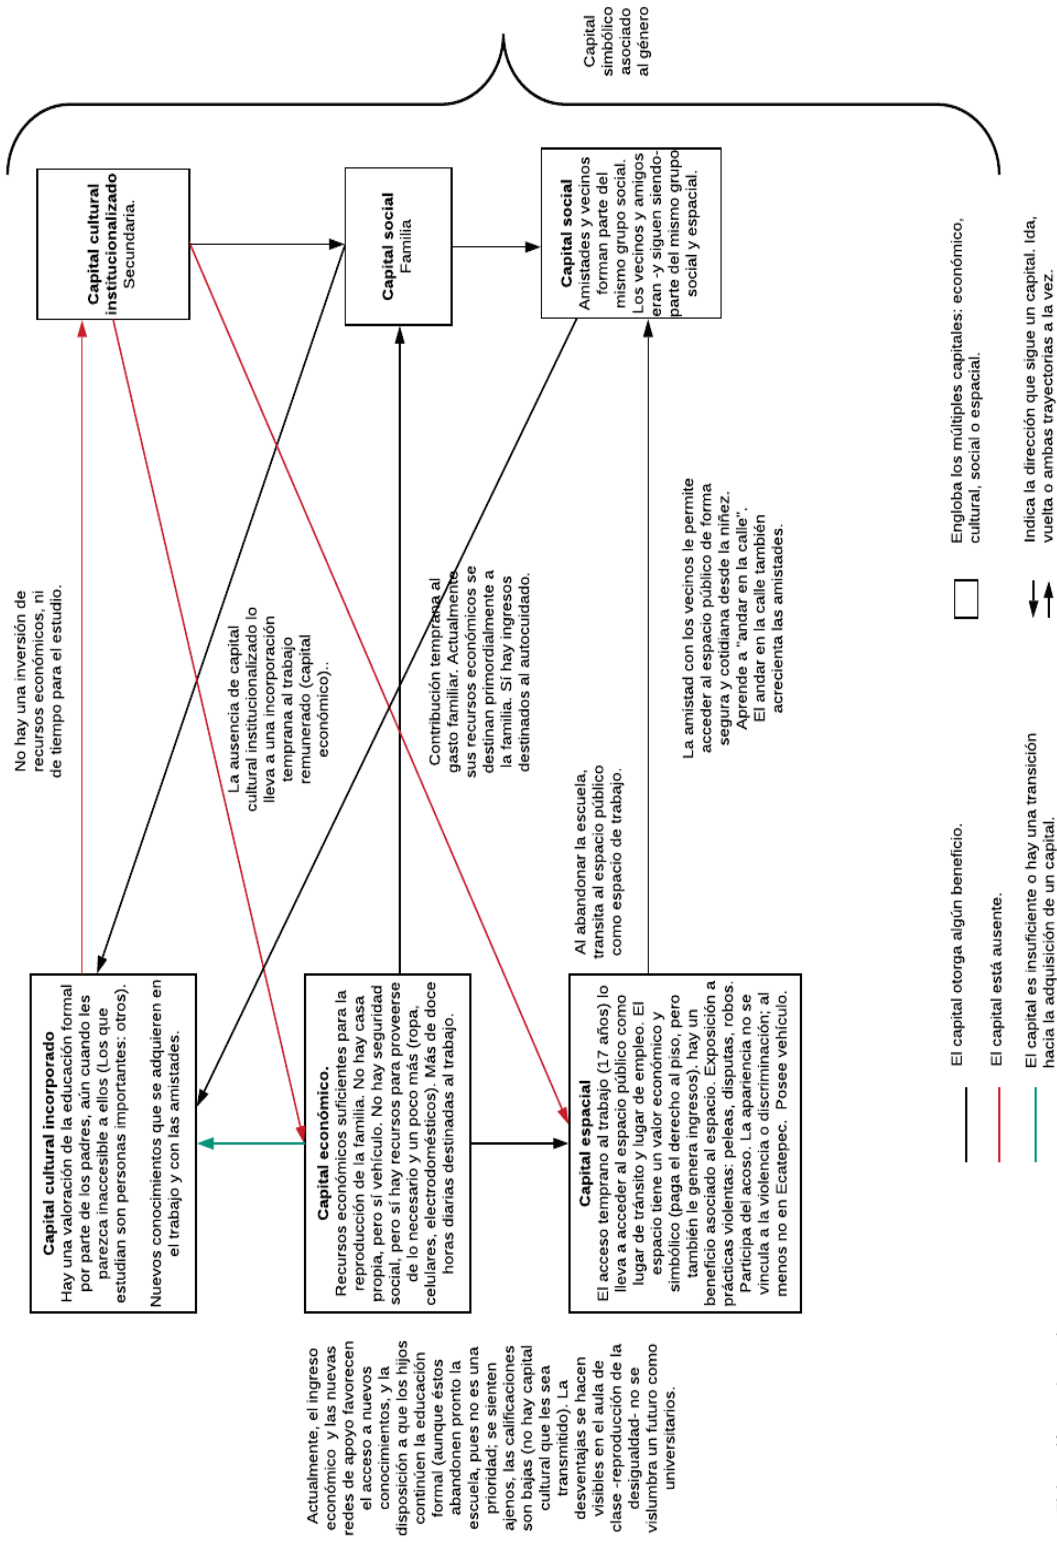 Actualmente, el ingreso
económico  y las nuevas
redes de apoyo favorecen
el acceso a nuevos
conocimientos, y la
disposición a que los hijos
continúen la educación
formal (aunque éstos
abandonen pronto la
escuela, pues no es una
prioridad; se sienten
ajenos, las calificaciones
son bajas (no hay capital
cultural que les sea
transmitido). La
desventajas se hacen
visibles en el aula de
clase -reproducción de la
desigualdad- no se
vislumbra un futuro como
universitarios.
Capital cultural incorporado
Hay una valoración de la educación formal
por parte de los padres, aún cuando les
parezca inaccesible a ellos (Los que
estudian son personas importantes: otros).
Nuevos conocimientos que se adquieren en
el trabajo y con las amistades.
Capital económico.
Recursos económicos suficientes para la
reproducción de la familia. No hay casa
propia, pero sí vehículo. No hay seguridad
social, pero sí hay recursos para proveerse
de lo necesario y un poco más (ropa,
celulares, electrodomésticos). Más de doce
horas diarias destinadas al trabajo.
Capital espacial
El acceso temprano al trabajo (17 años) lo
lleva a acceder al espacio público como
lugar de tránsito y lugar de empleo. El
espacio tiene un valor económico y
simbólico (paga el derecho al piso, pero
también le genera ingresos). hay un
beneficio asociado al espacio. Exposición a
prácticas violentas: peleas, disputas, robos.
Participa del acoso. La apariencia no se
vincula a la violencia o discriminación; al
menos no en Ecatepec. Posee vehículo.
No hay una inversión de
recursos económicos, ni
de tiempo para el estudio.
La ausencia de capital
cultural institucionalizado lo
lleva a una incorporación
temprana al trabajo
remunerado (capital
económico)..
Contribución temprana al
gasto familiar. Actualmente
sus recursos económicos se
destinan primordialmente a
la familia. Sí hay ingresos
destinados al autocuidado.
Al abandonar la escuela,
transita al espacio público
como espacio de trabajo.
La amistad con los vecinos le permite
acceder al espacio público de forma
segura y cotidiana desde la niñez.
Aprende a "andar en la calle".
El andar en la calle también
acrecienta las amistades.
Capital cultural
institucionalizado
Secundaria.
Capital social
Familia
Capital social
Amistades y vecinos
forman parte del
mismo grupo social.
Los vecinos y amigos
eran -y siguen siendo-
parte del mismo grupo
social y espacial.
Capital
simbólico
asociado
al género
El capital otorga algún beneficio.
El capital está ausente.
El capital es insuficiente o hay una transición
hacia la adquisición de un capital.
Engloba los múltiples capitales: económico,
cultural, social o espacial.
Indica la dirección que sigue un capital. Ida,
vuelta o ambas trayectorias a la vez.